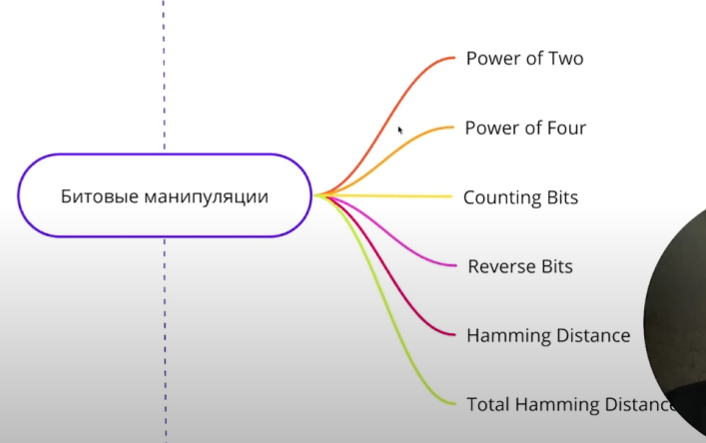 Битовые манипуляции
Power of Two
Power of Four
Counting Bits
Reverse Bits
Hamming Distance
Total Hamming Distance